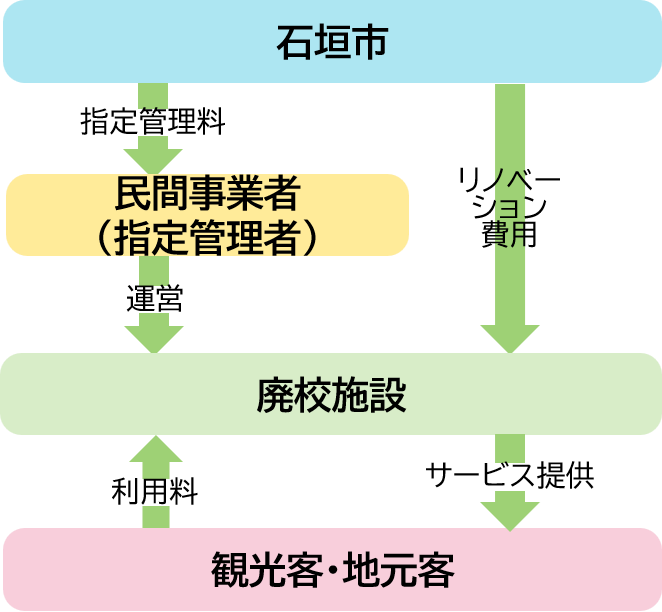 石垣市
指定管理料
民間事業者
（指定管理者）
リノベー
ション
費用
運営
廃校施設
利用料
サービス提供
観光客・地元客